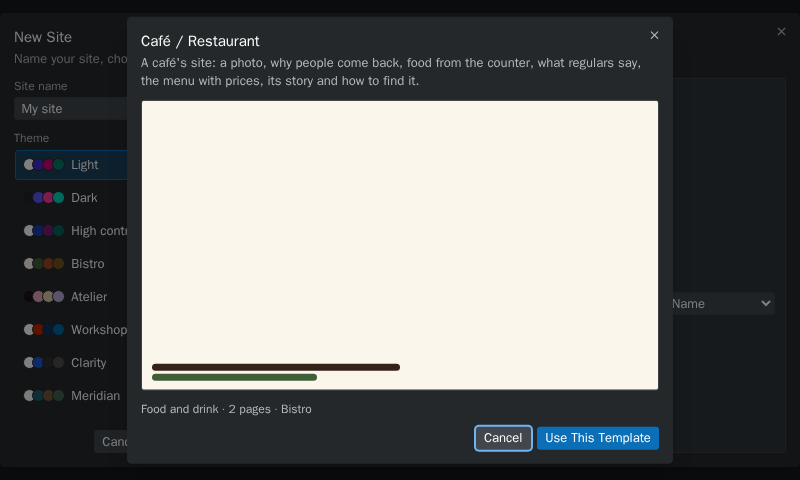 New Site
Name your site, cho
Site name
My site
Theme
Light
Dark
High contr
Bistro
Atelier
Workshop
Clarity
Meridian
Canc
Name
Café / Restaurant
A café's site: a photo, why people come back, food from the counter, what regulars say,
the menu with prices, its story and how to find it.
Food and drink · 2 pages · Bistro
Cancel
Use This Template